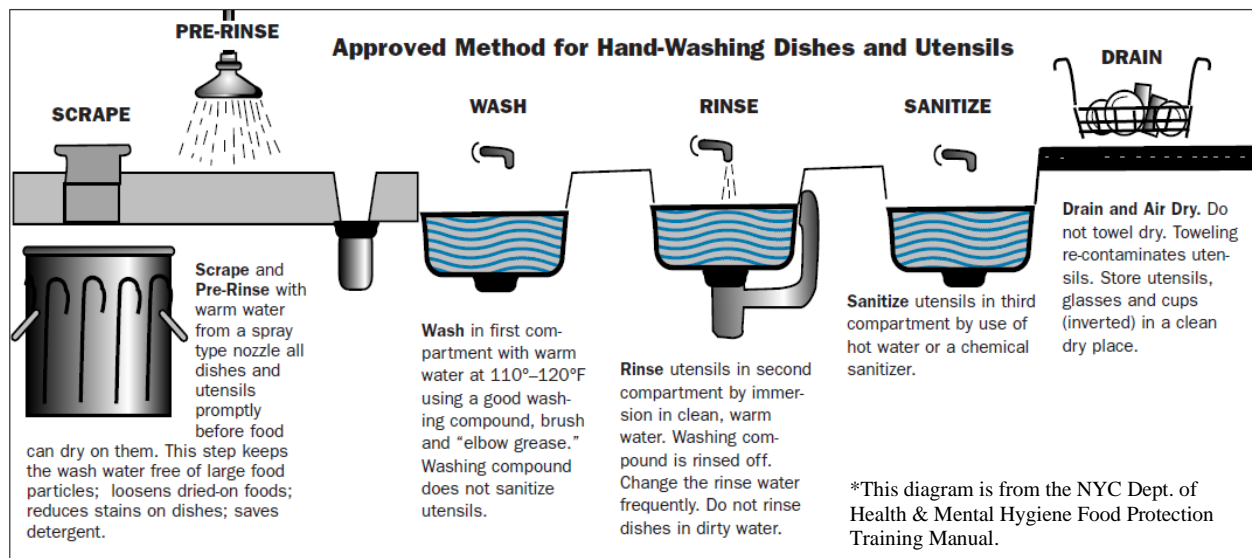 PRE-RINSE
Approved Method for Hand-Washing Dishes and Utensils
DRAIN
SCRAPE
WASH
RINSE
SANITIZE
Scrape and
Pre-Rinse with
warm water
from a spray
type nozzle all
dishes and
utensils
promptly
before food
can dry on them. This step keeps
the wash water free of large food
particles; loosens dried-on foods;
reduces stains on dishes; saves
detergent.
Wash in first com-
partment with warm
water at 110°–120°F
using a good wash-
ing compound, brush
and “elbow grease.”
Washing compound
does not sanitize
utensils.
Rinse utensils in second
compartment by immer-
sion in clean, warm
water. Washing com-
pound is rinsed off.
Change the rinse water
frequently. Do not rinse
dishes in dirty water.
Sanitize utensils in third
compartment by use of
hot water or a chemical
sanitizer.
Drain and Air Dry. Do
not towel dry. Toweling
re-contaminates uten-
sils. Store utensils,
glasses and cups
(inverted) in a clean
dry place.
*This diagram is from the NYC Dept. of
Health & Mental Hygiene Food Protection
Training Manual.